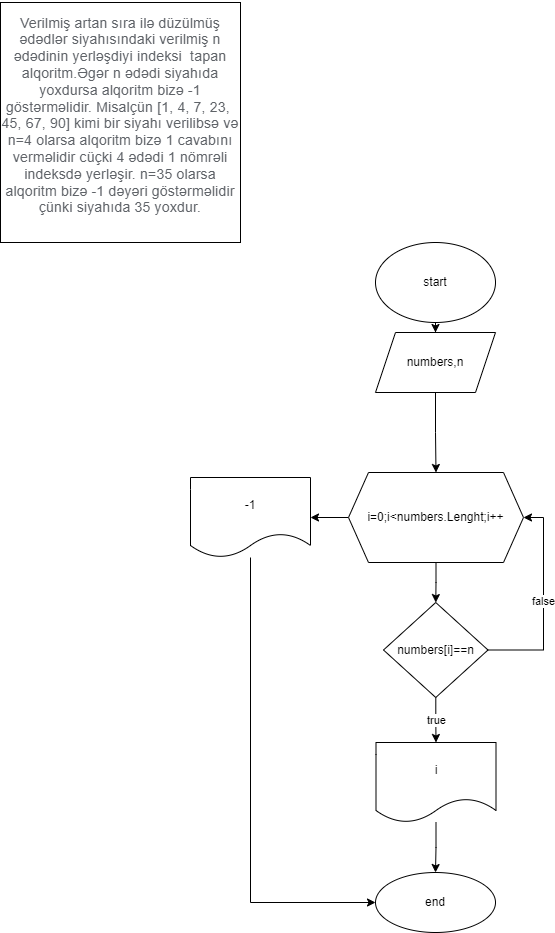 Verilmiş artan sıra ilə düzülmüş
ədədlər siyahısındakı verilmiş n
ədədinin yerləşdiyi indeksi  tapan
alqoritm.Əgər n ədədi siyahıda
yoxdursa alqoritm bizə -1
göstərməlidir. Misalçün [1, 4, 7, 23,
45, 67, 90] kimi bir siyahı verilibsə və
n=4 olarsa alqoritm bizə 1 cavabını
verməlidir cüçki 4 ədədi 1 nömrəli
indeksdə yerləşir. n=35 olarsa
alqoritm bizə -1 dəyəri göstərməlidir
çünki siyahıda 35 yoxdur.
start
numbers,n
-1
i=0;i<numbers.Lenght;i++
false
numbers[i]==n
true
i
end